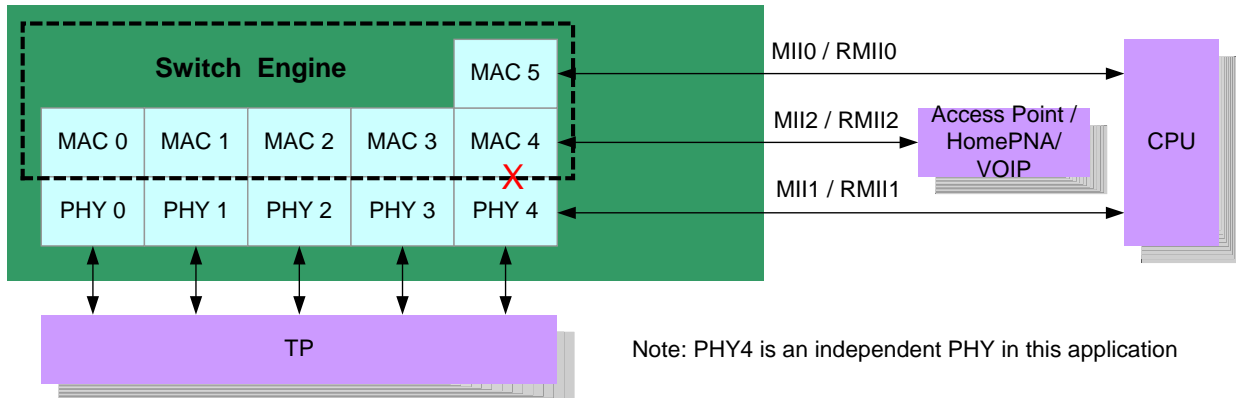 Switch Engine
MAC 5
MII0 / RMII0
MAC 0
MAC 1
MAC 2
MAC 3
MAC 4
MII2 / RMII2
Access Point /
HomePNA/
VOIP
CPU
X
PHY 0
PHY 1
PHY 2
PHY 3
PHY 4
MII1 / RMII1
TP
Note: PHY4 is an independent PHY in this application